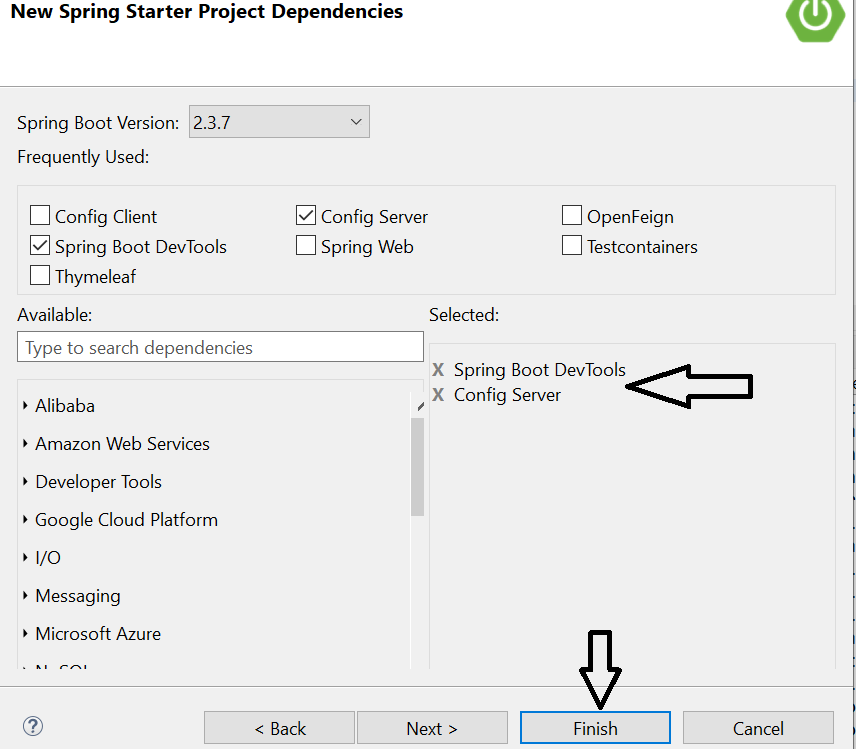 New Spring Starter Project Dependencies
Spring Boot Version: 2.3.7
Frequently Used:
Config Client Config Server OpenFeign
Spring Boot DevTools Spring Web Testcontainers
Thymeleaf
Available: Selected:
Type to search dependencies
X Spring Boot DevTools
X Config Server
Alibaba
Amazon Web Services
Developer Tools
Google Cloud Platform
I/O
Messaging
Microsoft Azure
< Back Next > Finish Cancel